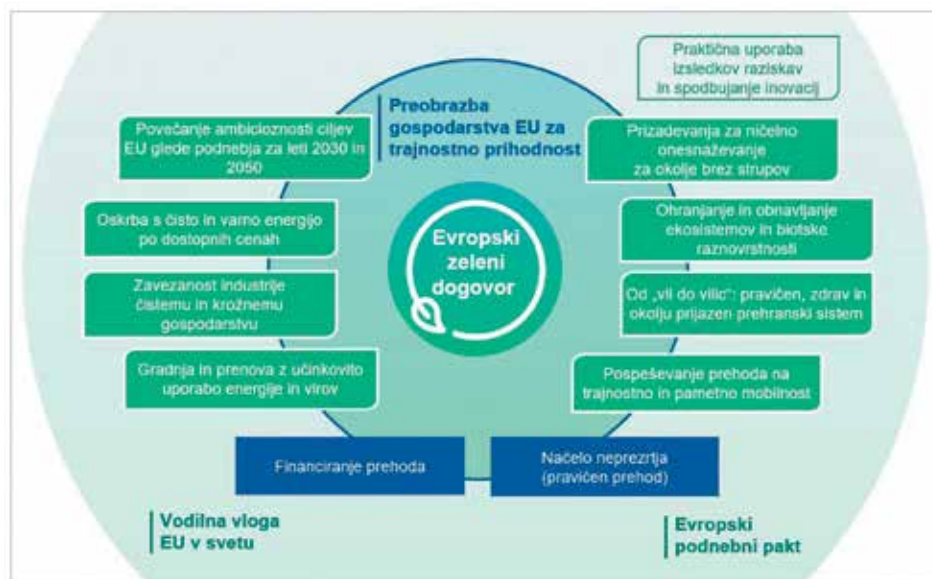 Praktična uporaba
izsledkov raziskav
in spodbujanje inovacij
Preobrazba
gospodarstva EU za
trajnostno prihodnost
Povečanje ambicioznosti ciljev
EU glede podnebja za leti 2030 in
2050
Prizadevanja za ničelno
onesnaževanje
za okolje brez strupov
Oskrba s čisto in varno energijo
po dostopnih cenah
Ohranjanje in obnavljanje
ekosistemov in biotske
raznovrstnosti
Evropski
zeleni
dogovor
Zavezanost industrije
čistemu in krožnemu
gospodarstvu
Od „vil do vilic“: pravičen, zdrav in
okolju prijazen prehranski sistem
Gradnja in prenova z učinkovito
uporabo energije in virov
Pospeševanje prehoda na
trajnostno in pametno mobilnost
Financiranje prehoda
Načelo neprezrtja
(pravičen prehod)
Vodilna vloga
EU v svetu
Evropski
podnebni pakt